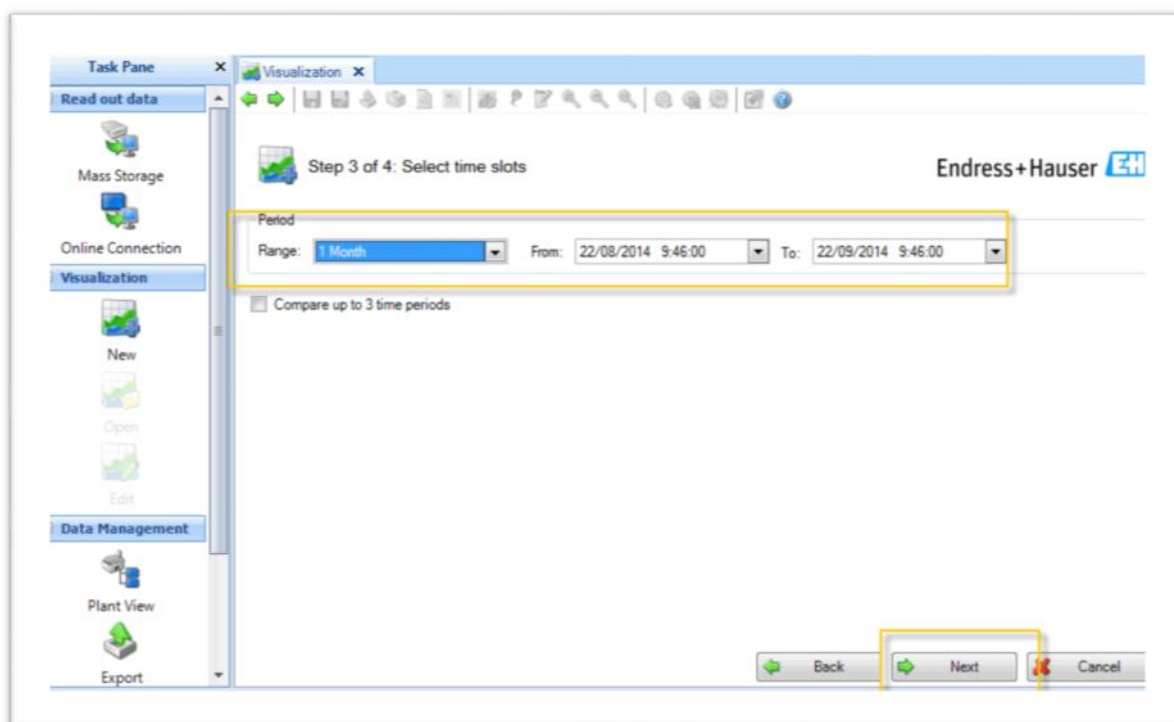 Task Pane
Visualization
Read out data
Mass Storage
Online Connection
Visualization
New
Open
Edit
Data Management
Plant View
Export
Step 3 of 4: Select time slots
Endress+Hauser EH
Period
Range: 1 Month From: 22/08/2014 9:46:00 To: 22/09/2014 9:46:00
Compare up to 3 time periods
Back Next Cancel